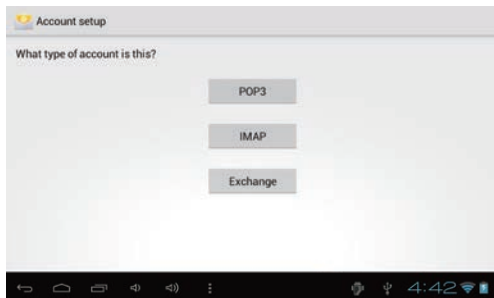 Account setup
What type of account is this?
POP3
IMAP
Exchange
4:42